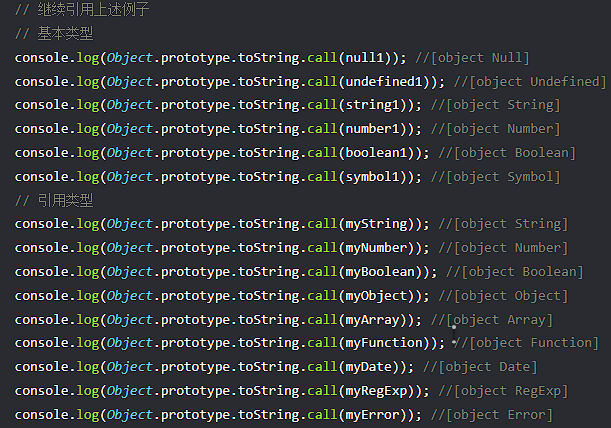 // 继续引用上述例子
// 基本类型
console.log(Object.prototype.toString.call(null1)); //[object Null]
console.log(Object.prototype.toString.call(undefined1)); //[object Undefined]
console.log(Object.prototype.toString.call(string1)); //[object String]
console.log(Object.prototype.toString.call(number1)); //[object Number]
console.log(Object.prototype.toString.call(boolean1)); //[object Boolean]
console.log(Object.prototype.toString.call(symbol1)); //[object Symbol]
// 引用类型
console.log(Object.prototype.toString.call(myString)); //[object String]
console.log(Object.prototype.toString.call(myNumber)); //[object Number]
console.log(Object.prototype.toString.call(myBoolean)); //[object Boolean]
console.log(Object.prototype.toString.call(myObject)); //[object Object]
console.log(Object.prototype.toString.call(myArray)); //[object Array]
console.log(Object.prototype.toString.call(myFunction)); //[object Function]
console.log(Object.prototype.toString.call(myDate)); //[object Date]
console.log(Object.prototype.toString.call(myRegExp)); //[object RegExp]
console.log(Object.prototype.toString.call(myError)); //[object Error]